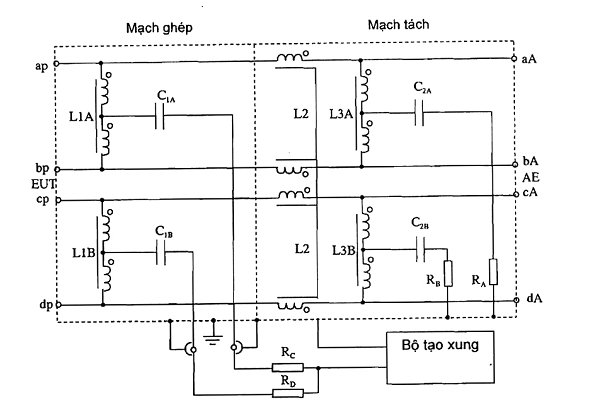 Mạch ghép
Mạch tách
ap
aA
C1A
C2A
L1A
L2
L3A
bp
bA
EUT
AE
cp
cA
C1B
C2B
L1B
L2
L3B
RB
RA
dp
dA
RC
Bộ tạo xung
RD